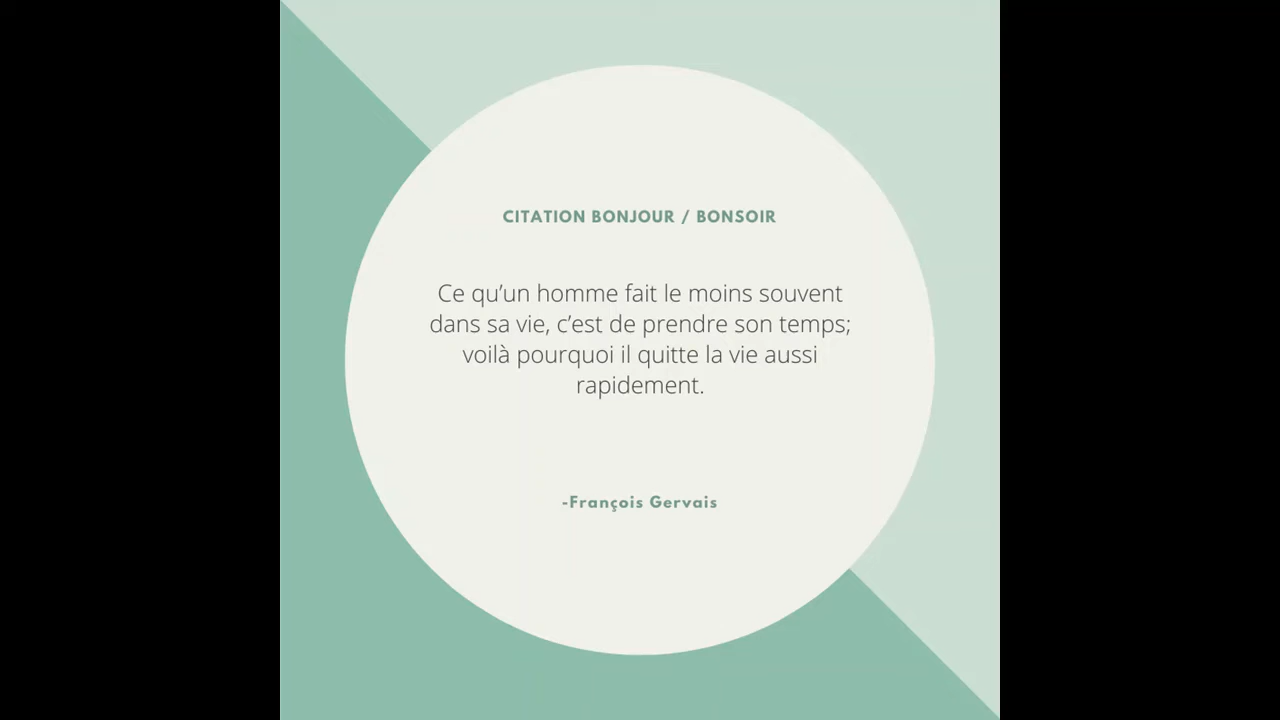 CITATION BONJOUR / BONSOIR
Ce qu’un homme fait le moins souvent
dans sa vie, c’est de prendre son temps;
voilà pourquoi il quitte la vie aussi
rapidement.
-François Gervais